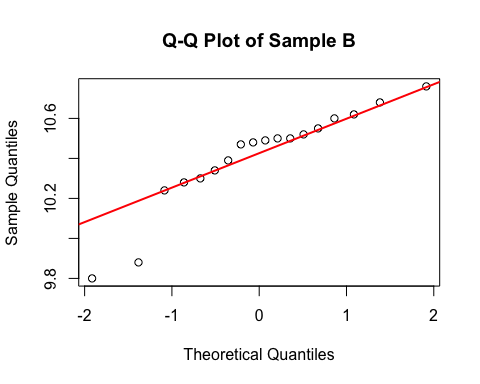 Q-Q Plot of Sample B
Sample Quantiles
10.6
10.2
9.8
-2 -1 0 1 2
Theoretical Quantiles